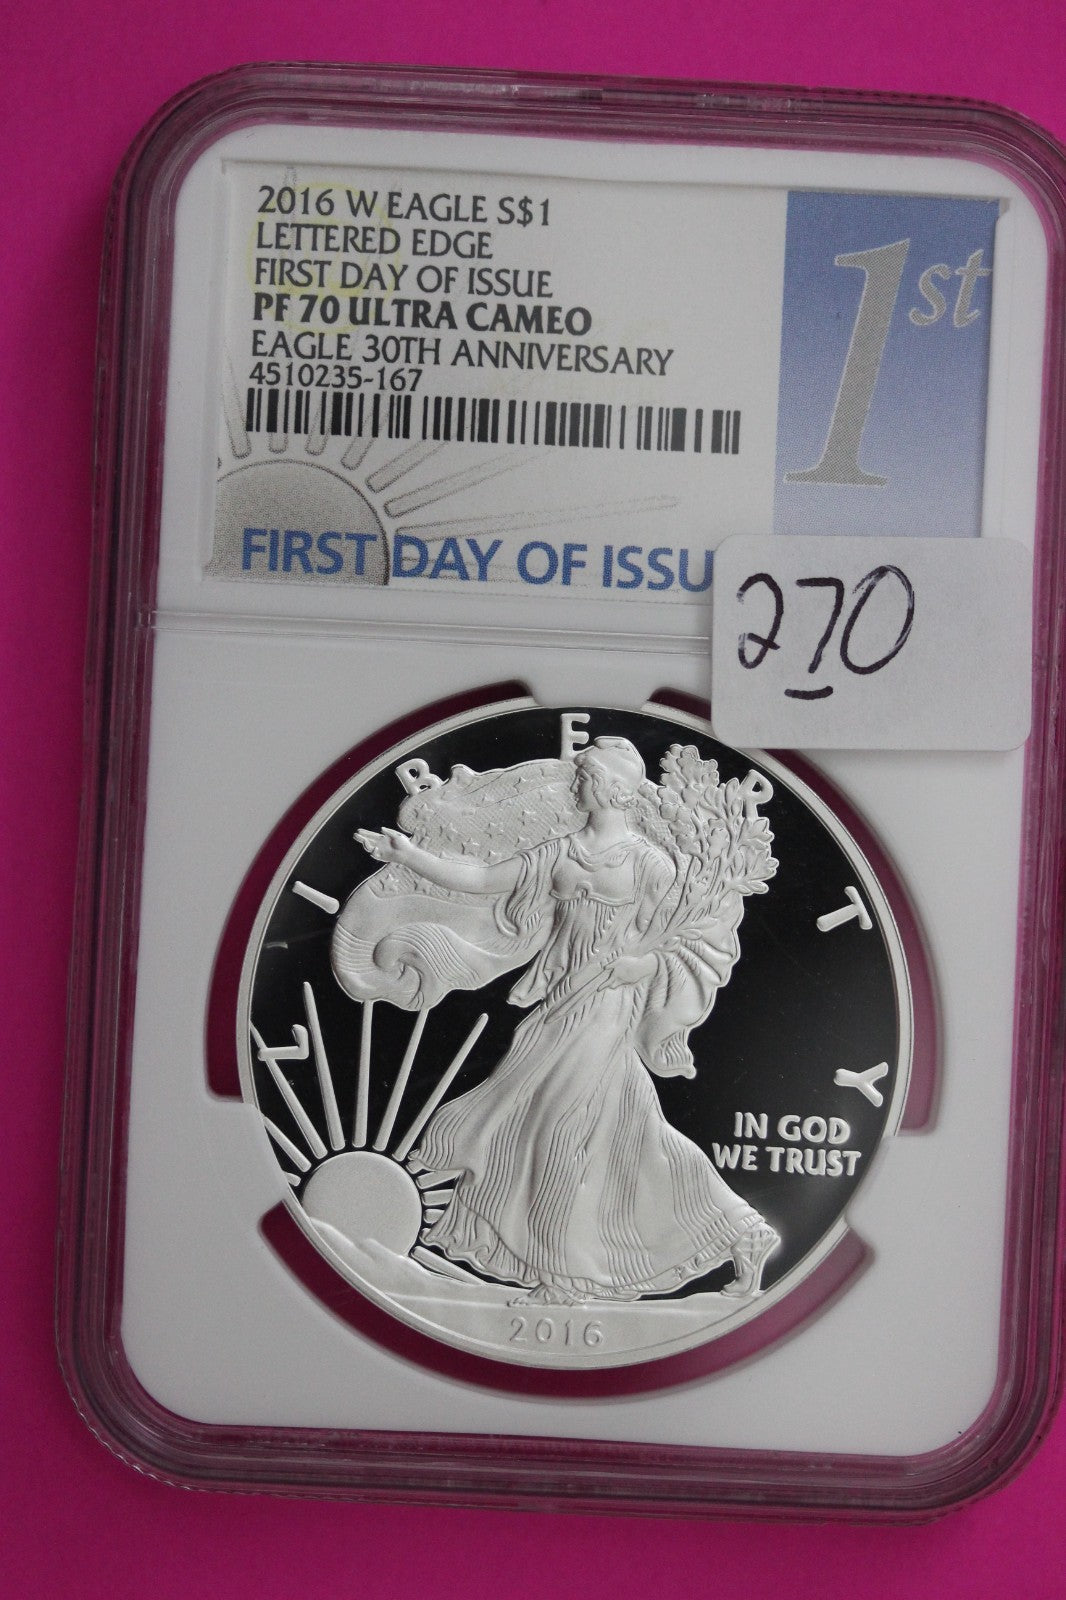 2016 W EAGLE S$1
LETTERED EDGE
FIRST DAY OF ISSUE
PF 70 ULTRA CAMEO
EAGLE 30TH ANNIVERSARY
4510235-167
1st
FIRST DAY OF ISSU
270
LIBERTY
IN GOD
WE TRUST
2016